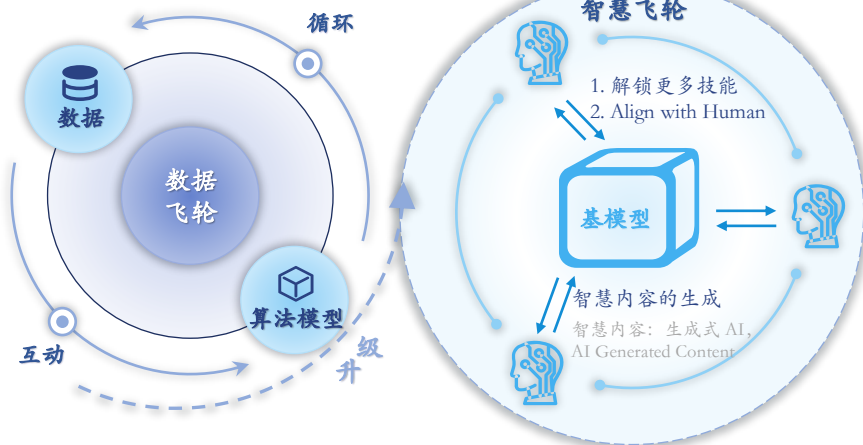 循环
数据
数据
飞轮
算法模型
互动
升级
智慧飞轮
1. 解锁更多技能
2. Align with Human
基模型
智慧内容的生成
智慧内容：生成式 AI，
AI Generated Content